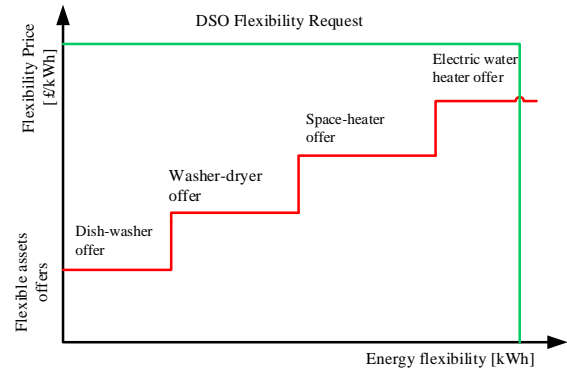 DSO Flexibility Request
Flexibility Price
[£/kWh]
Electric water
heater offer
Space-heater
offer
Washer-dryer
offer
Dish-washer
offer
Flexible assets
offers
Energy flexibility [kWh]